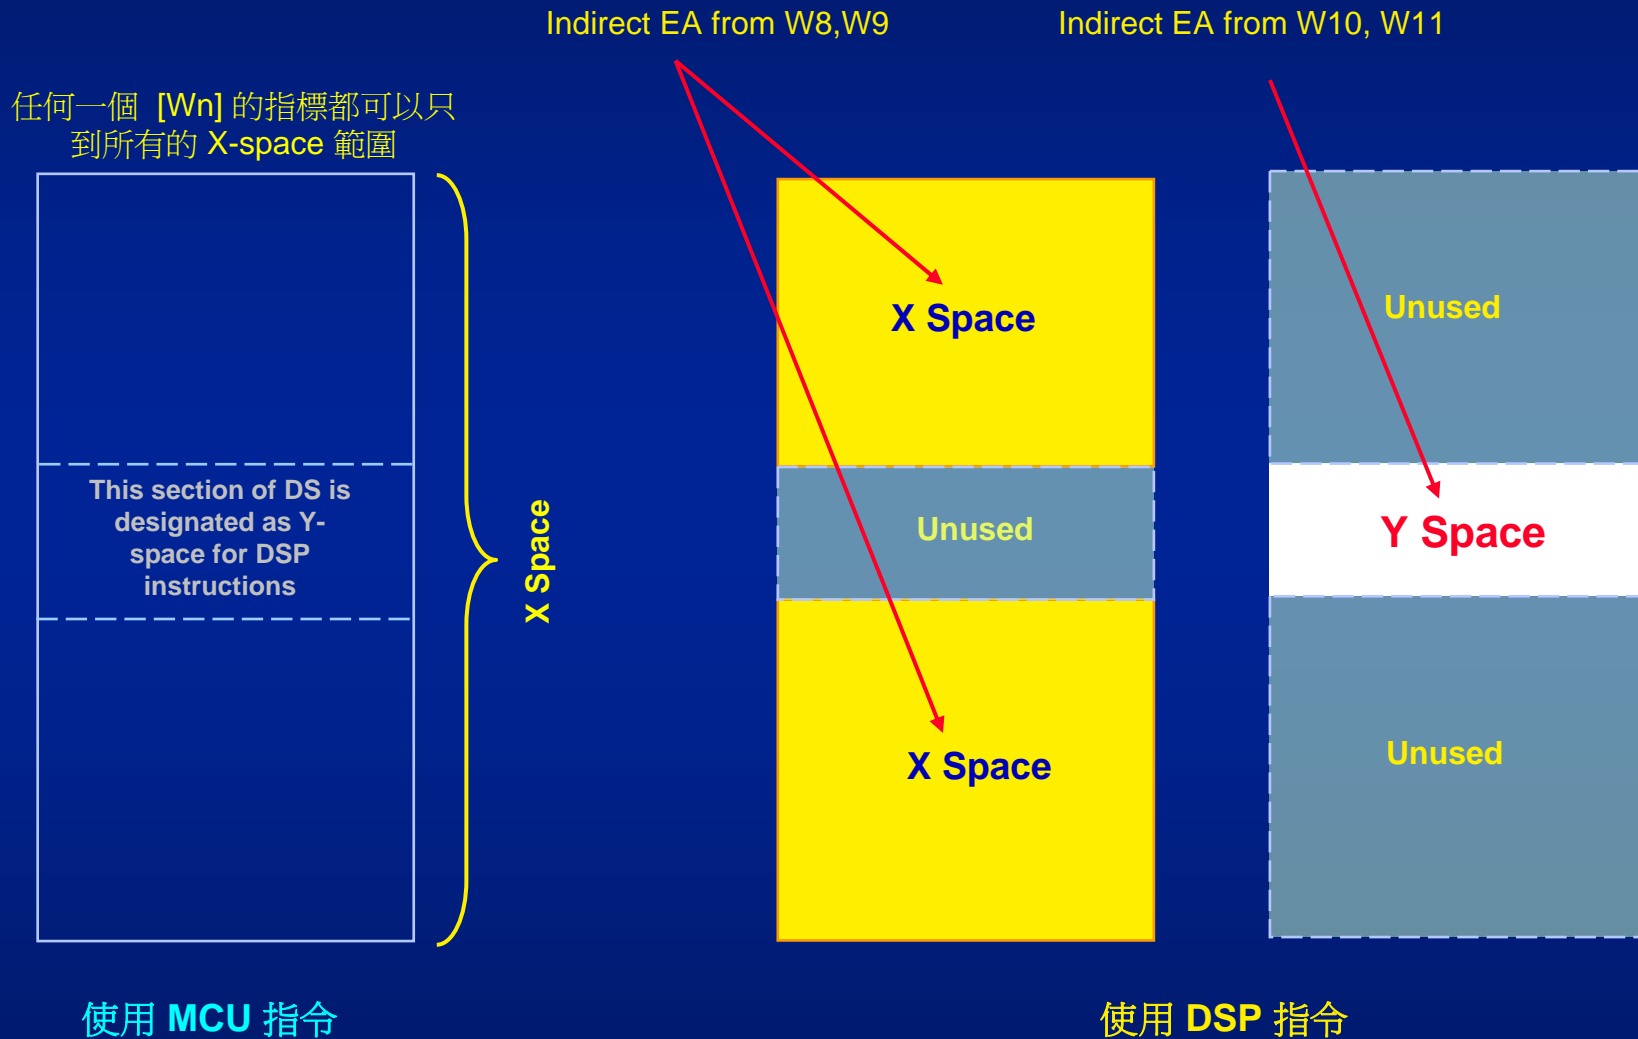 Indirect EA from W8,W9
Indirect EA from W10, W11
任何一個 [Wn] 的指標都可以只
到所有的 X-space 範圍
This section of DS is
designated as Y-
space for DSP
instructions
X Space
X Space
Unused
X Space
Unused
Y Space
Unused
使用 MCU 指令
使用 DSP 指令